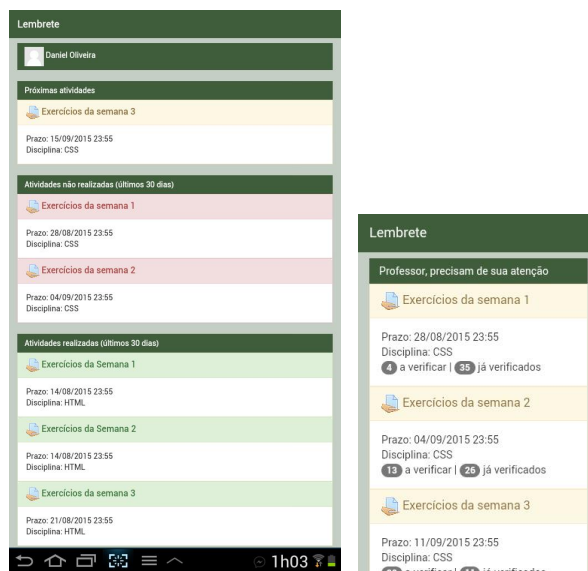 Lembrete
Daniel Oliveira
Próximas atividades
Exercícios da semana 3
Prazo: 15/09/2015 23:55
Disciplina: CSS
Atividades não realizadas (últimos 30 dias)
Exercícios da semana 1
Prazo: 28/08/2015 23:55
Disciplina: CSS
Exercícios da semana 2
Prazo: 04/09/2015 23:55
Disciplina: CSS
Atividades realizadas (últimos 30 dias)
Exercícios da Semana 1
Prazo: 14/08/2015 23:55
Disciplina: HTML
Exercícios da Semana 2
Prazo: 14/08/2015 23:55
Disciplina: HTML
Exercícios da semana 3
Prazo: 21/08/2015 23:55
Disciplina: HTML
1h03
Lembrete
Professor, precisam de sua atenção
Exercícios da semana 1
Prazo: 28/08/2015 23:55
Disciplina: CSS
4 a verificar | 35 já verificados
Exercícios da semana 2
Prazo: 04/09/2015 23:55
Disciplina: CSS
13 a verificar | 26 já verificados
Exercícios da semana 3
Prazo: 11/09/2015 23:55
Disciplina: CSS
a verificar | já verificados